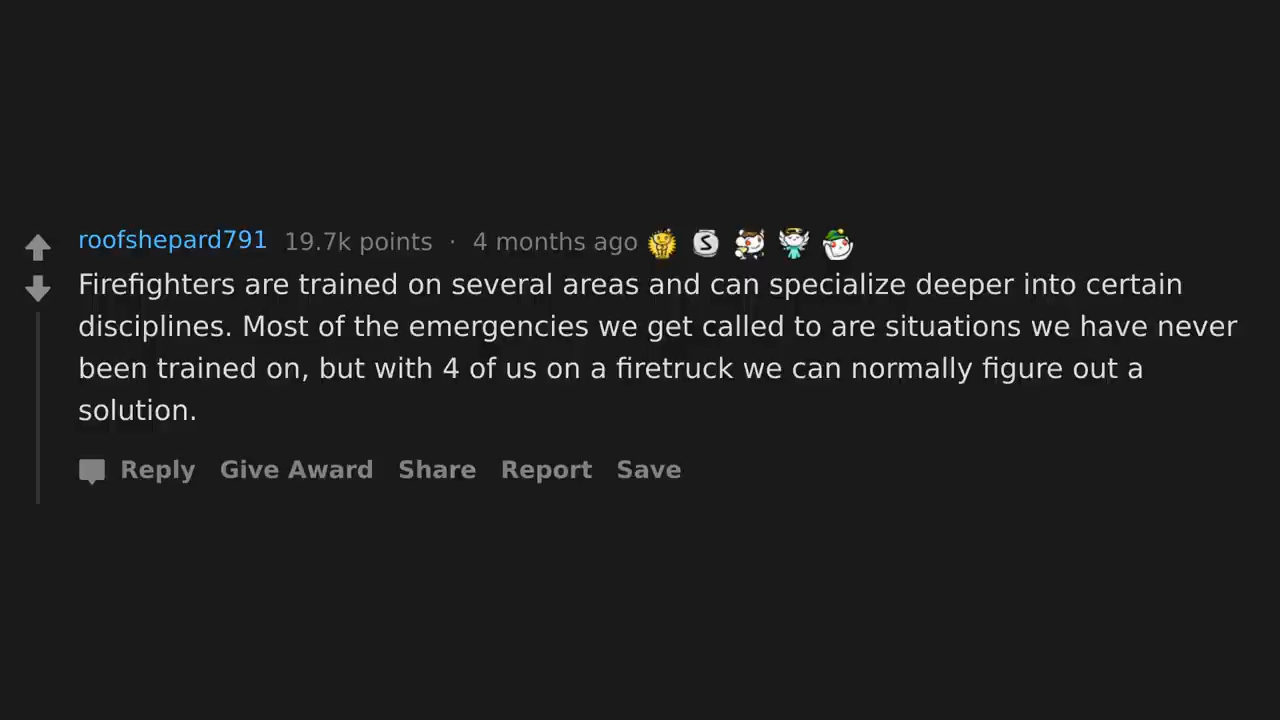 roofshepard791 19.7k points · 4 months ago
Firefighters are trained on several areas and can specialize deeper into certain
disciplines. Most of the emergencies we get called to are situations we have never
been trained on, but with 4 of us on a firetruck we can normally figure out a
solution.
Reply Give Award Share Report Save